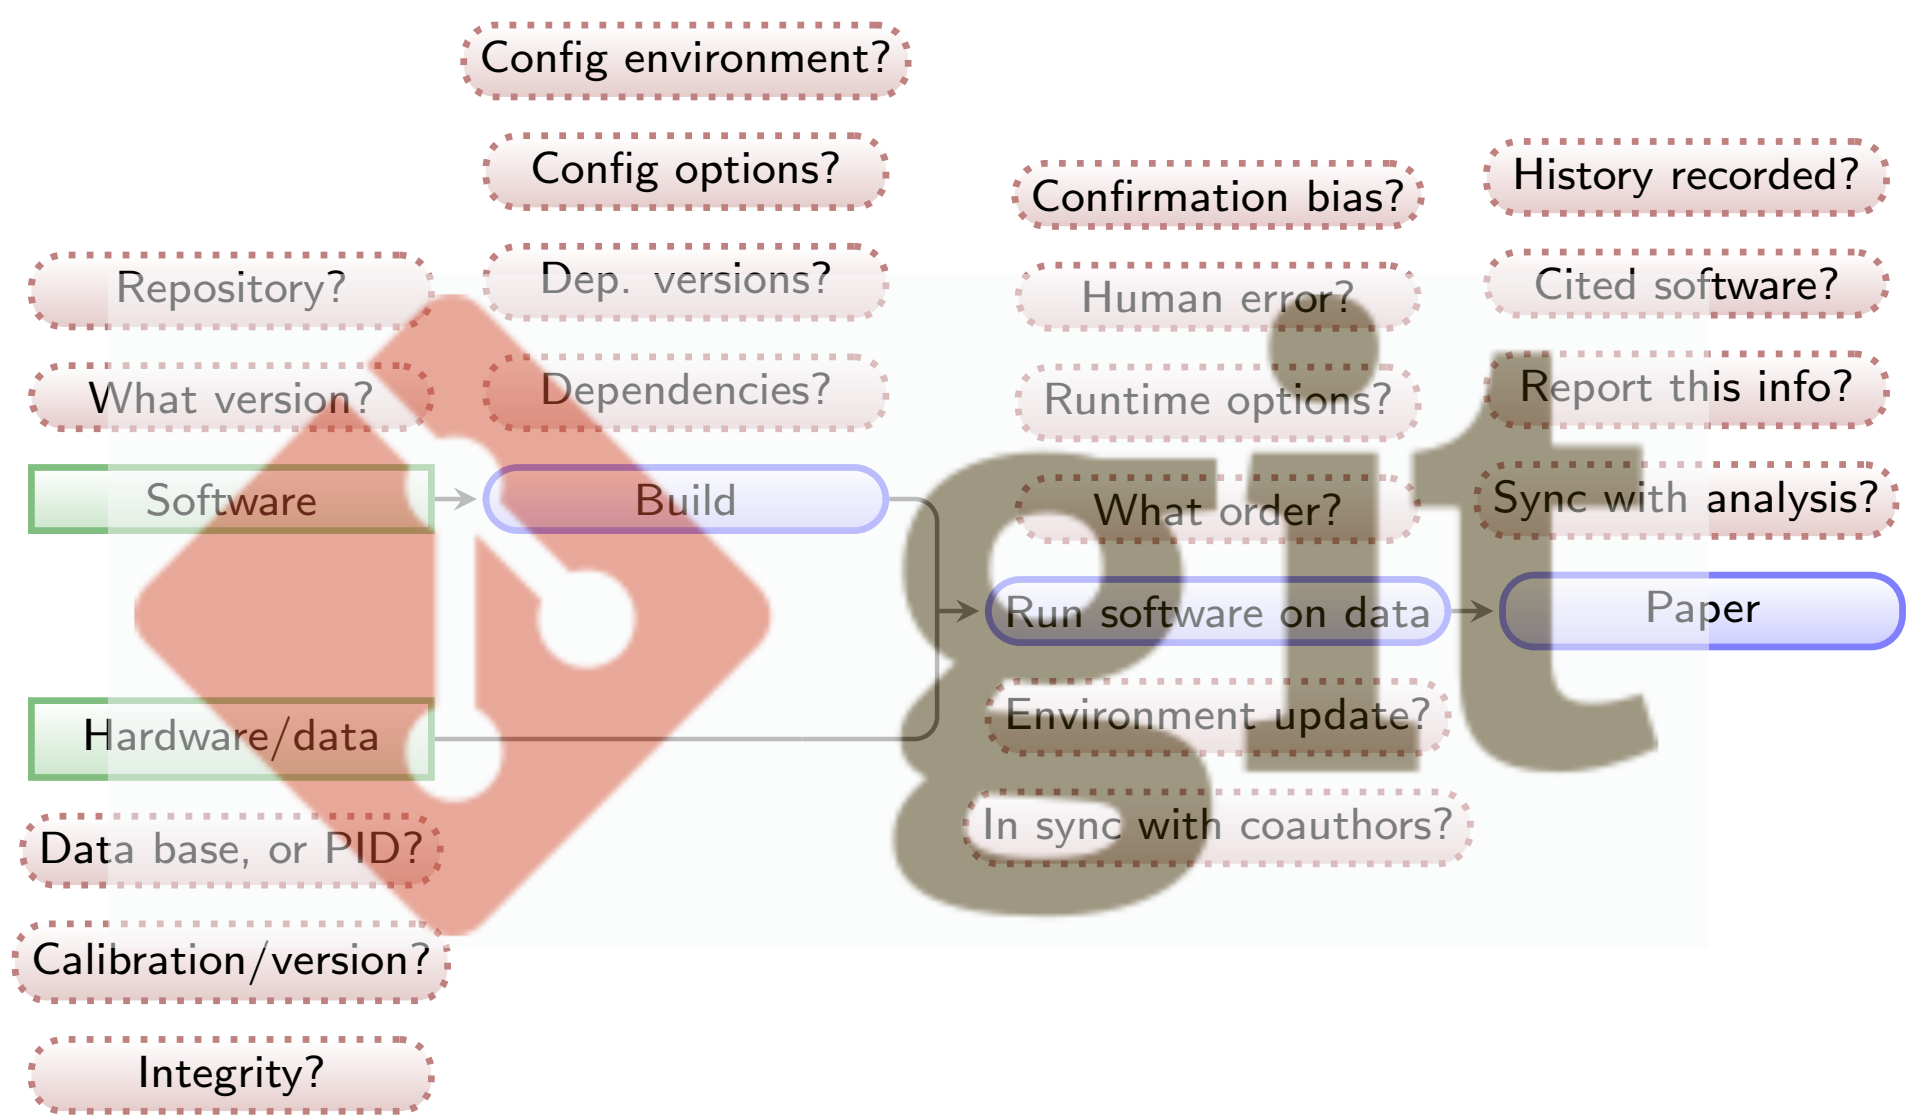 Config environment?
Config options?
Dep. versions?
Dependencies?
Build
Repository?
What version?
Software
Hardware/data
Data base, or PID?
Calibration/version?
Integrity?
Confirmation bias?
Human error?
Runtime options?
What order?
Run software on data
Environment update?
In sync with coauthors?
History recorded?
Cited software?
Report this info?
Sync with analysis?
Paper
git